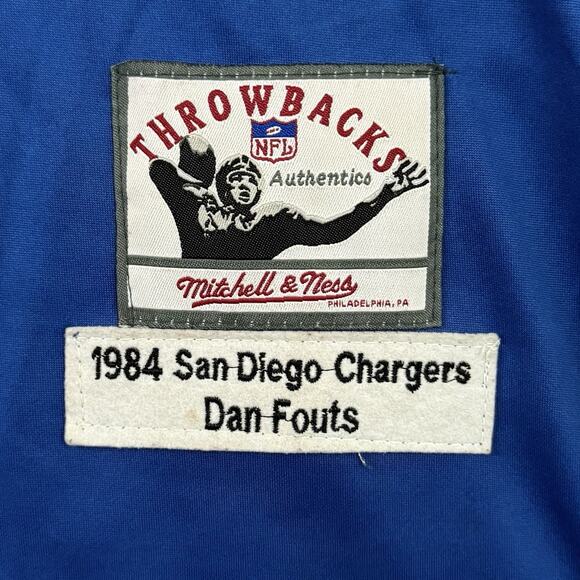 THROWBACKS
NFL
Authentics
Mitchell & Ness
PHILADELPHIA, PA
1984 San Diego Chargers
Dan Fouts